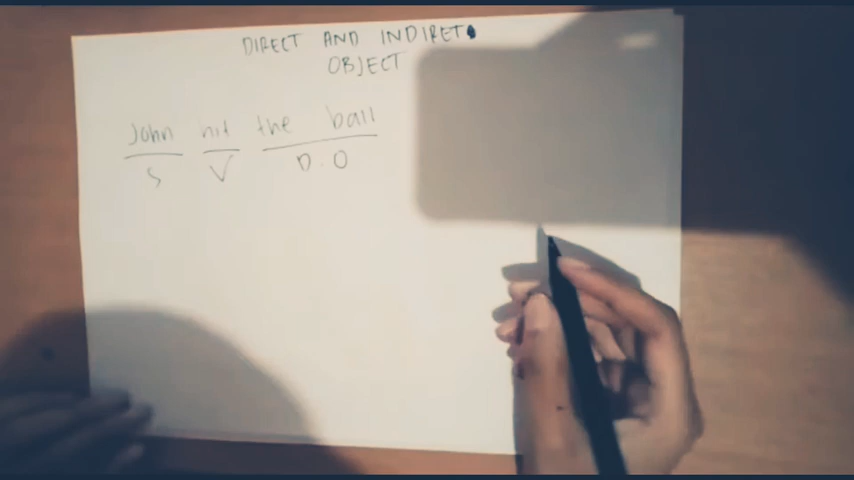 DIRECT AND INDIRET
OBJECT
John hit the ball
S V D.O